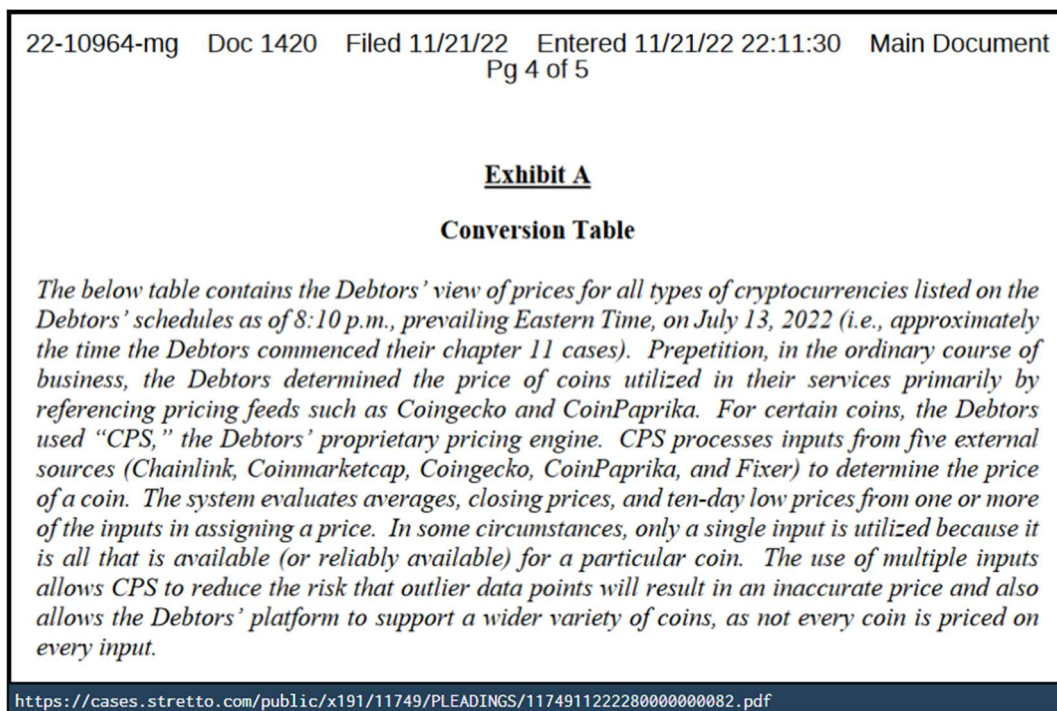 22-10964-mg Doc 1420 Filed 11/21/22 Entered 11/21/22 22:11:30 Main Document
Pg 4 of 5
Exhibit A
Conversion Table
The below table contains the Debtors' view of prices for all types of cryptocurrencies listed on the
Debtors' schedules as of 8:10 p.m., prevailing Eastern Time, on July 13, 2022 (i.e., approximately
the time the Debtors commenced their chapter 11 cases). Prepetition, in the ordinary course of
business, the Debtors determined the price of coins utilized in their services primarily by
referencing pricing feeds such as Coingecko and CoinPaprika. For certain coins, the Debtors
used “CPS,” the Debtors' proprietary pricing engine. CPS processes inputs from five external
sources (Chainlink, Coinmarketcap, Coingecko, CoinPaprika, and Fixer) to determine the price
of a coin. The system evaluates averages, closing prices, and ten-day low prices from one or more
of the inputs in assigning a price. In some circumstances, only a single input is utilized because it
is all that is available (or reliably available) for a particular coin. The use of multiple inputs
allows CPS to reduce the risk that outlier data points will result in an inaccurate price and also
allows the Debtors' platform to support a wider variety of coins, as not every coin is priced on
every input.
https://cases.stretto.com/public/x191/11749/PLEADINGS/1174911222280000000082.pdf